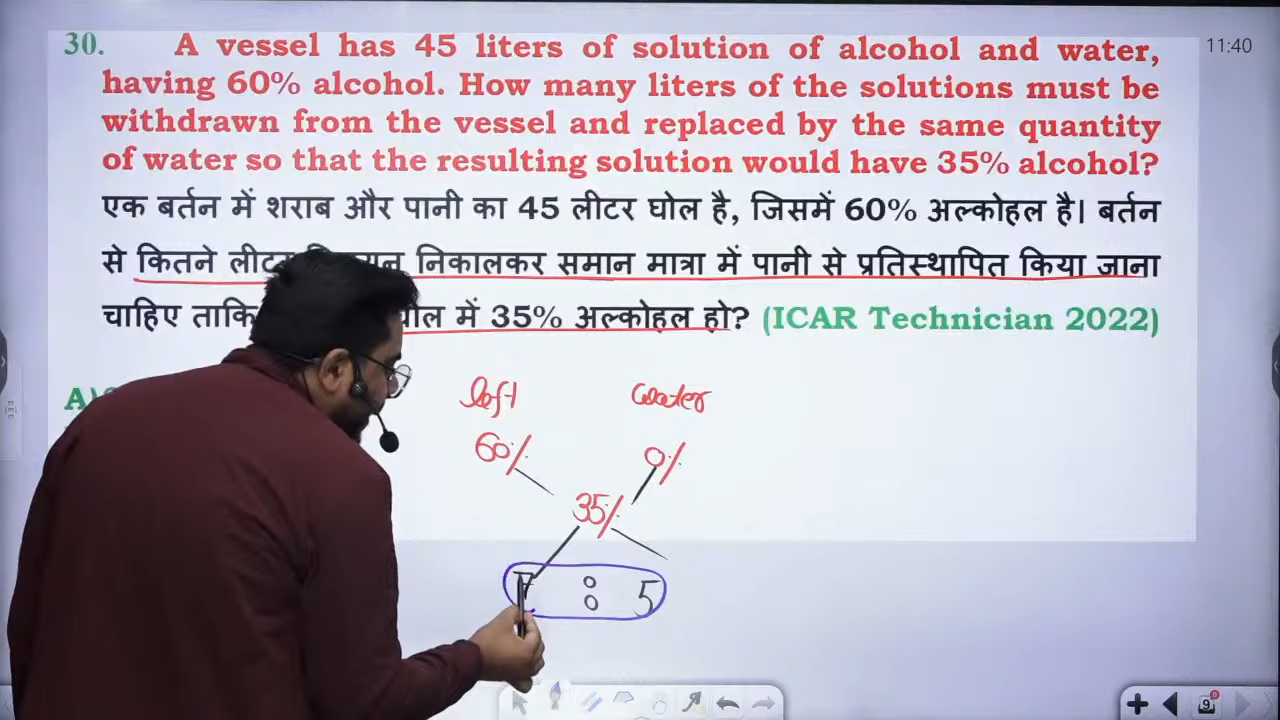 30. A vessel has 45 liters of solution of alcohol and water,
having 60% alcohol. How many liters of the solutions must be
withdrawn from the vessel and replaced by the same quantity
of water so that the resulting solution would have 35% alcohol?
एक बर्तन में शराब और पानी का 45 लीटर घोल है, जिसमें 60% अल्कोहल है। बर्तन
से कितने निकालकर समान मात्रा में पानी से प्रतिस्थापित किया जाना
चाहिए में 35% अल्कोहल हो? (ICAR Technician 2022)
11:40
A)
left water
60% 0%
35%
7 : 5
9